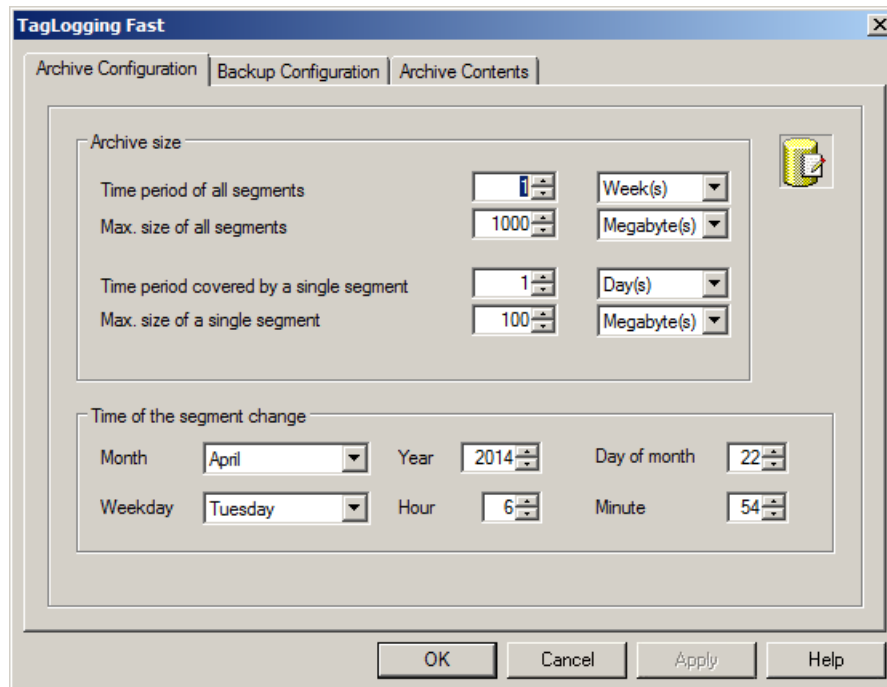 TagLogging Fast
Archive Configuration Backup Configuration Archive Contents
Archive size
Time period of all segments 1 Week(s)
Max. size of all segments 1000 Megabyte(s)
Time period covered by a single segment 1 Day(s)
Max. size of a single segment 100 Megabyte(s)
Time of the segment change
Month April Year 2014 Day of month 22
Weekday Tuesday Hour 6 Minute 54
OK Cancel Apply Help